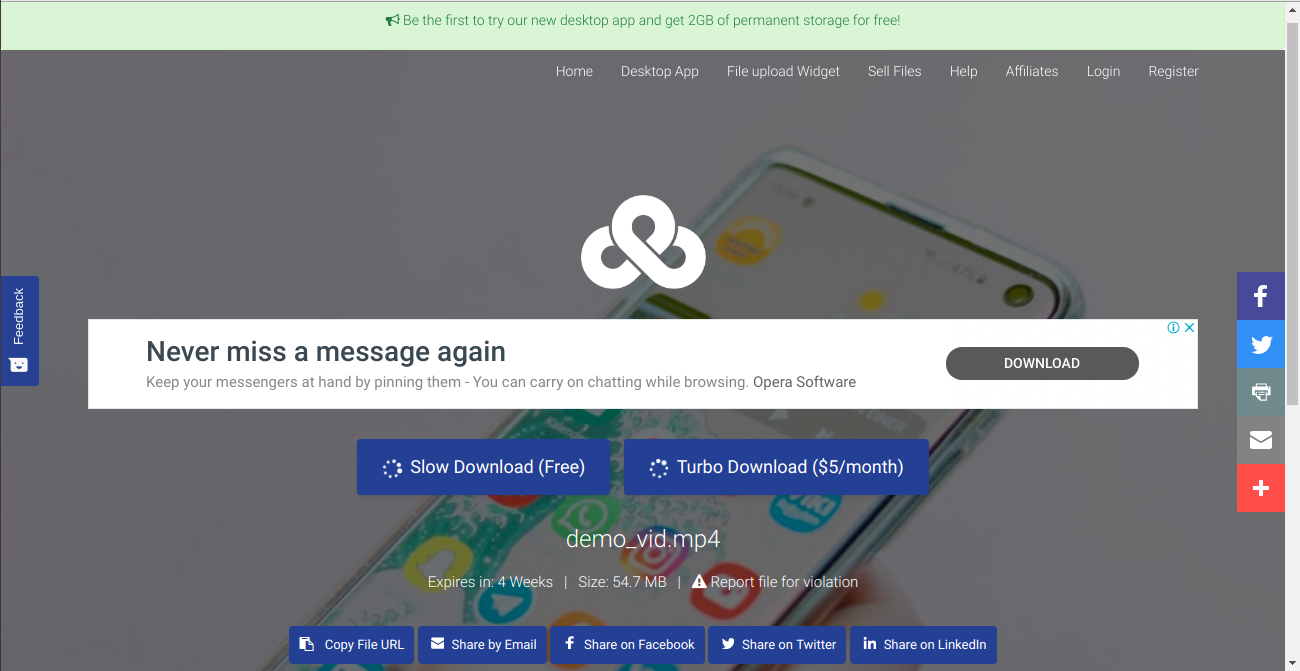 Be the first to try our new desktop app and get 2GB of permanent storage for free!
Home Desktop App File upload Widget Sell Files Help Affiliates Login Register
Feedback
Never miss a message again
Keep your messengers at hand by pinning them - You can carry on chatting while browsing. Opera Software
DOWNLOAD
Slow Download (Free) Turbo Download ($5/month)
demo_vid.mp4
Expires in: 4 Weeks | Size: 54.7 MB | Report file for violation
Copy File URL Share by Email Share on Facebook Share on Twitter Share on LinkedIn